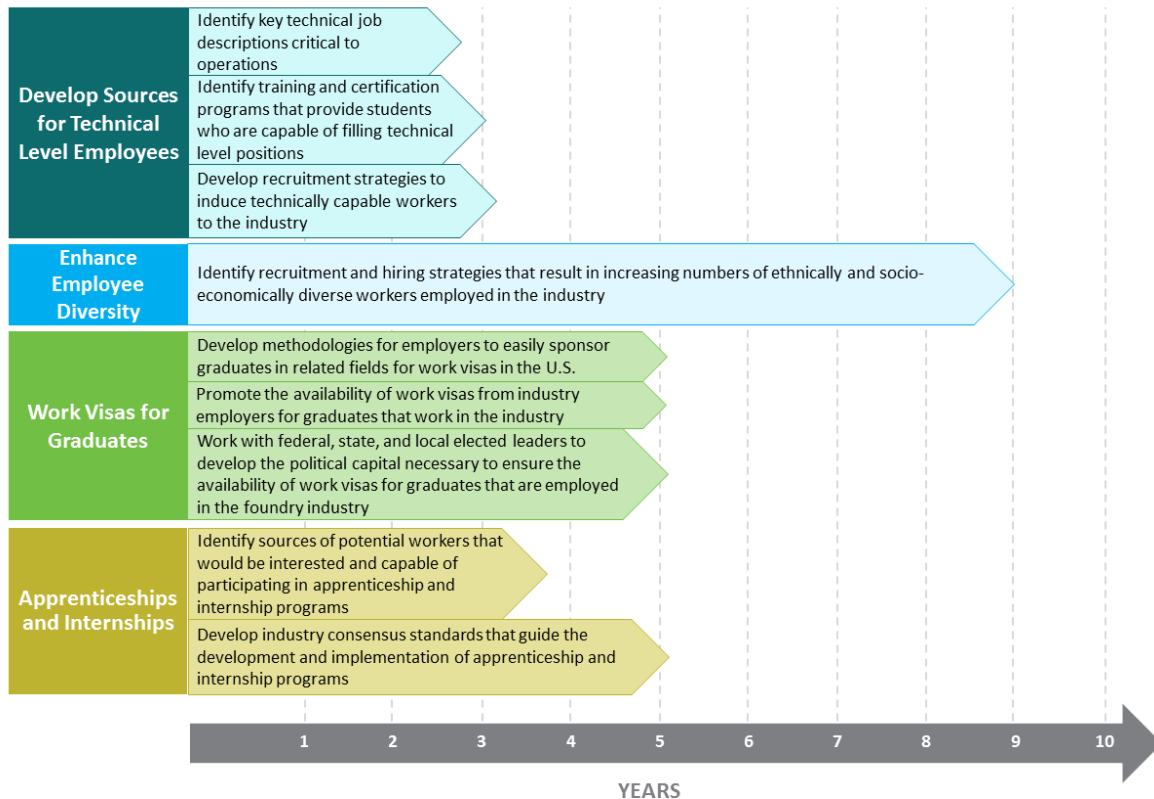 Develop Sources
for Technical
Level Employees
Identify key technical job
descriptions critical to
operations
Identify training and certification
programs that provide students
who are capable of filling technical
level positions
Develop recruitment strategies to
induce technically capable workers
to the industry
Enhance
Employee
Diversity
Identify recruitment and hiring strategies that result in increasing numbers of ethnically and socio-
economically diverse workers employed in the industry
Work Visas for
Graduates
Develop methodologies for employers to easily sponsor
graduates in related fields for work visas in the U.S.
Promote the availability of work visas from industry
employers for graduates that work in the industry
Work with federal, state, and local elected leaders to
develop the political capital necessary to ensure the
availability of work visas for graduates that are employed
in the foundry industry
Apprenticeships
and Internships
Identify sources of potential workers that
would be interested and capable of
participating in apprenticeship and
internship programs
Develop industry consensus standards that guide the
development and implementation of apprenticeship and
internship programs
1 2 3 4 5 6 7 8 9 10
YEARS